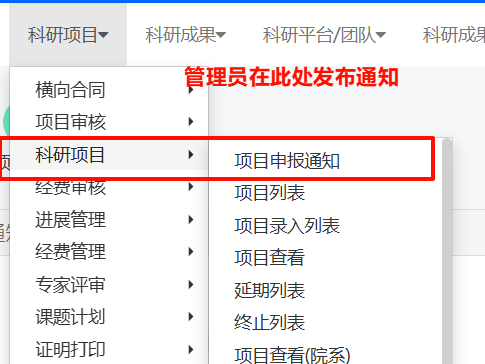 科研项目 科研成果 科研平台/团队 科研成果
管理员在此处发布通知
横向合同
项目审核
科研项目
经费审核
进展管理
经费管理
专家评审
课题计划
证明打印
项目申报通知
项目列表
项目录入列表
项目查看
延期列表
终止列表
项目查看(院系)